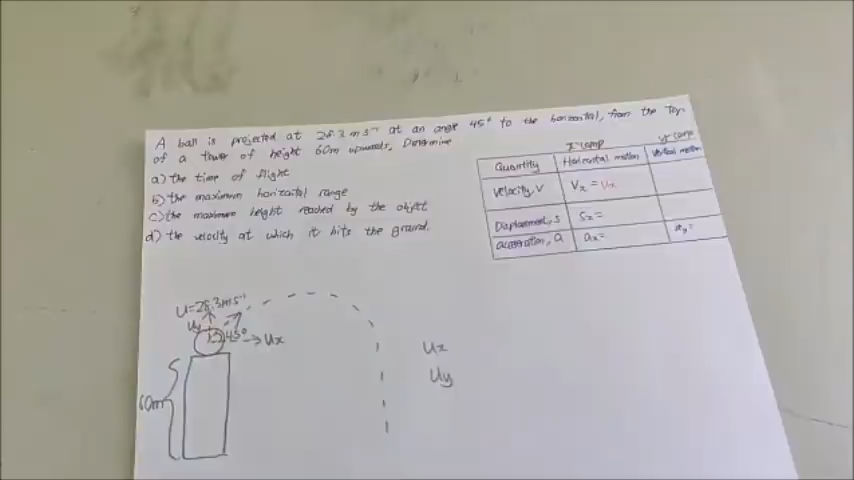 A ball is projected at 28.3 m s⁻¹ at an angle 45° to the horizontal, from the Top
of a tower of height 60m upwards, Determine
a) the time of flight
b) the maximum horizontal range
c) the maximum height reached by the object
d) the velocity at which it hits the ground.
x-comp y-comp
Quantity Horizontal motion Vertical motion
Velocity, V Vx = Ux
Displacement, s Sx =
acceleration, a ax = ay =
U=28.3ms⁻¹
Uy
45° Ux
60m
Ux
Uy